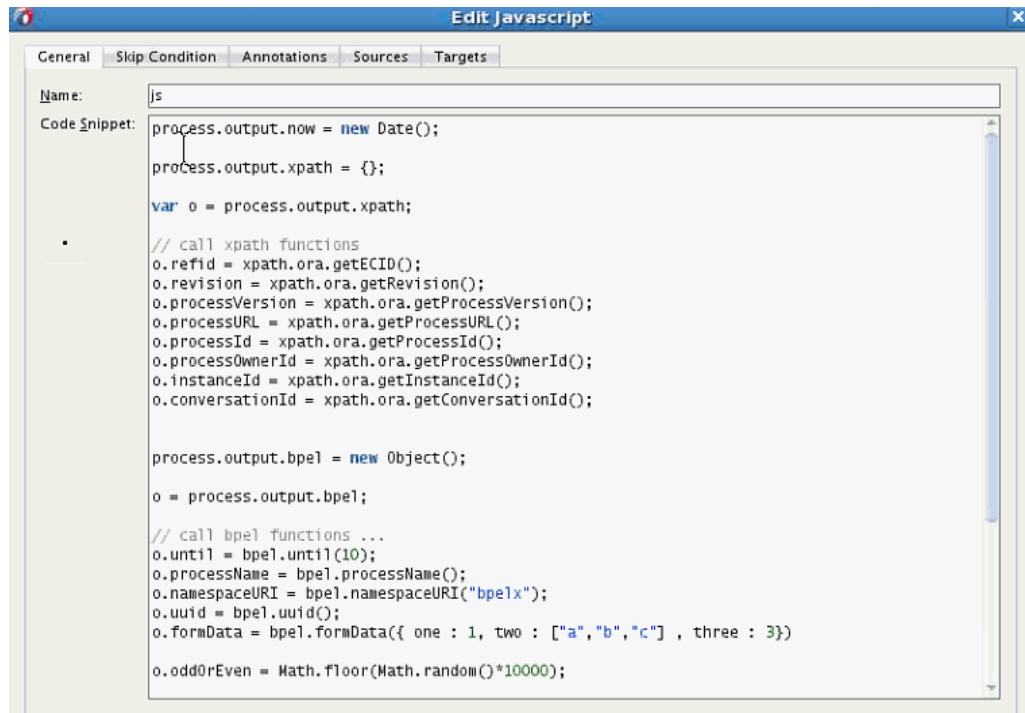 Edit Javascript
General Skip Condition Annotations Sources Targets
Name: js
Code Snippet: process.output.now = new Date();
process.output.xpath = {};
var o = process.output.xpath;
// call xpath functions
o.refid = xpath.ora.getECID();
o.revision = xpath.ora.getRevision();
o.processVersion = xpath.ora.getProcessVersion();
o.processURL = xpath.ora.getProcessURL();
o.processId = xpath.ora.getProcessId();
o.processOwnerId = xpath.ora.getProcessOwnerId();
o.instanceId = xpath.ora.getInstanceId();
o.conversationId = xpath.ora.getConversationId();
process.output.bpel = new Object();
o = process.output.bpel;
// call bpel functions ...
o.until = bpel.until(10);
o.processName = bpel.processName();
o.namespaceURI = bpel.namespaceURI("bpelx");
o.uuid = bpel.uuid();
o.formData = bpel.formData({ one : 1, two : ["a","b","c"] , three : 3})
o.oddOrEven = Math.floor(Math.random()*10000);